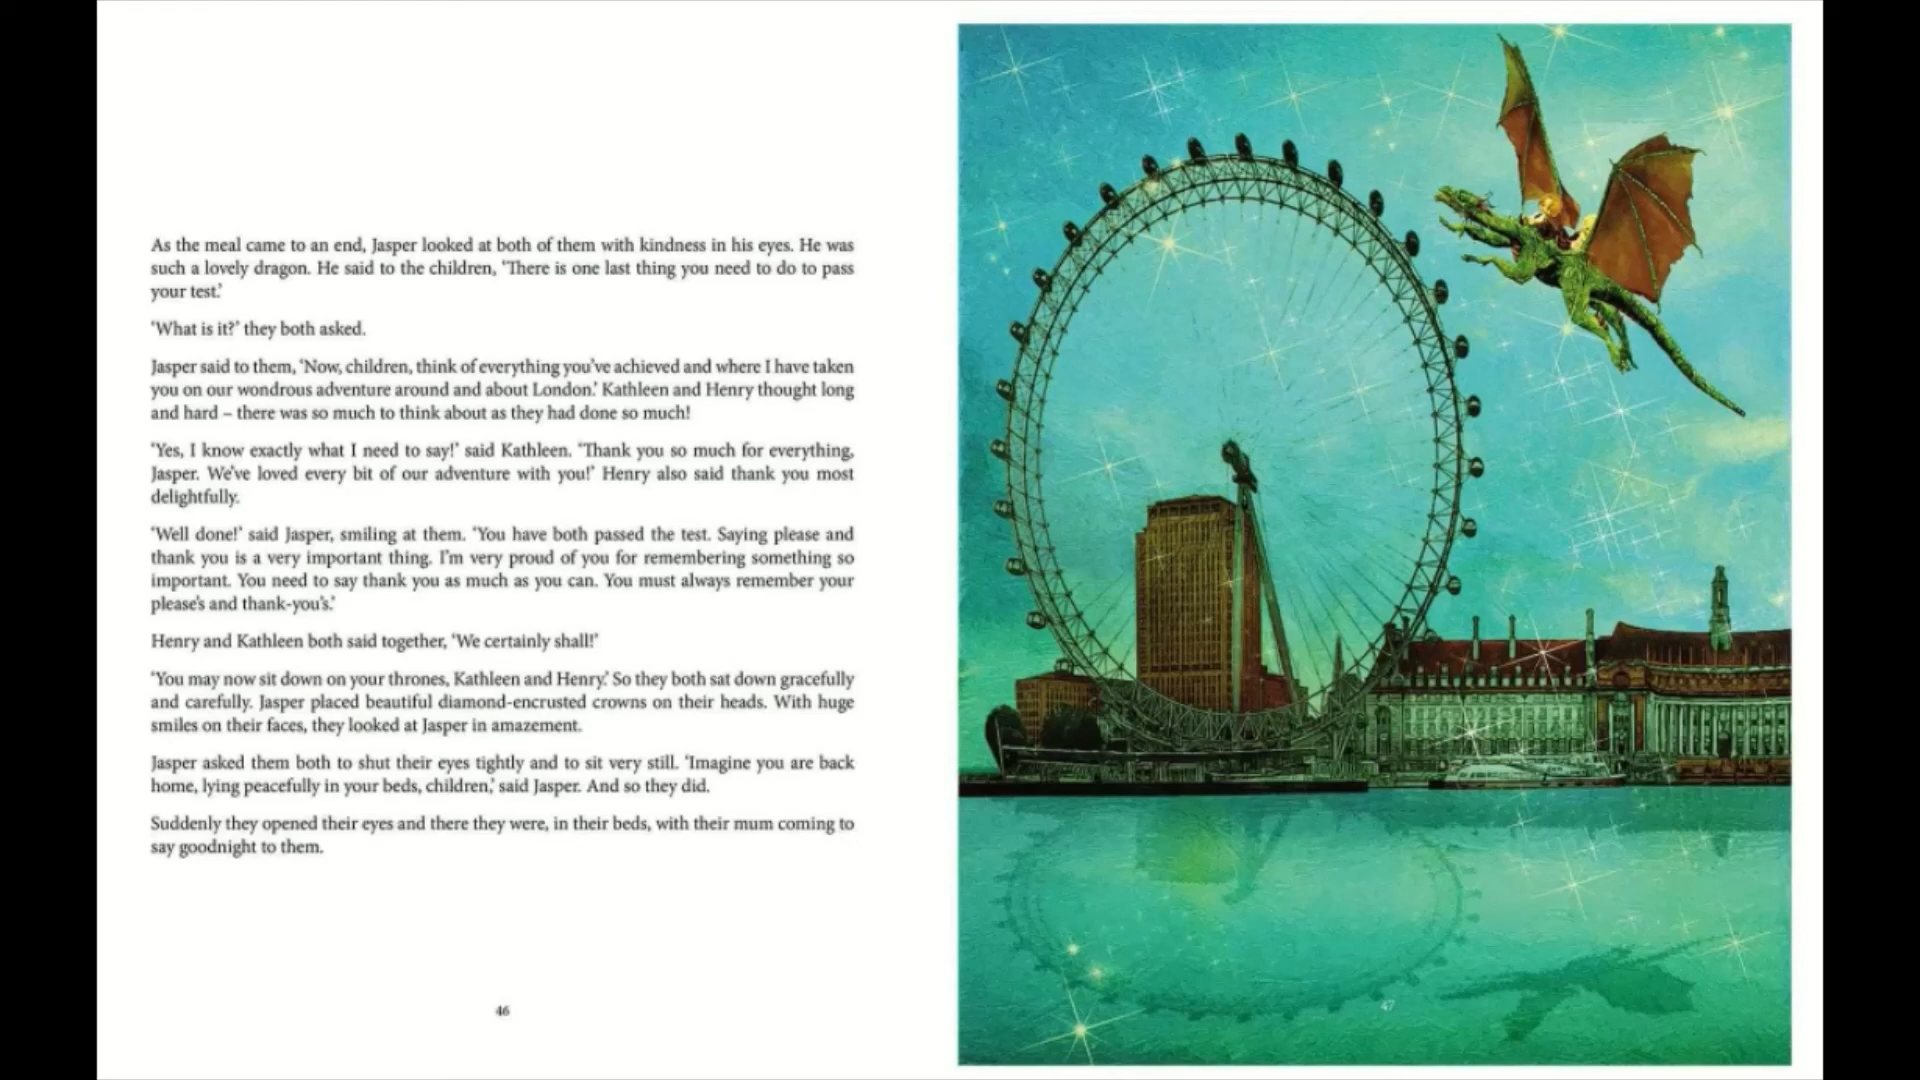 As the meal came to an end, Jasper looked at both of them with kindness in his eyes. He was
such a lovely dragon. He said to the children, ‘There is one last thing you need to do to pass
your test.’
‘What is it?’ they both asked.
Jasper said to them, ‘Now, children, think of everything you’ve achieved and where I have taken
you on our wondrous adventure around and about London.’ Kathleen and Henry thought long
and hard – there was so much to think about as they had done so much!
‘Yes, I know exactly what I need to say!’ said Kathleen. ‘Thank you so much for everything,
Jasper. We’ve loved every bit of our adventure with you!’ Henry also said thank you most
delightfully.
‘Well done!’ said Jasper, smiling at them. ‘You have both passed the test. Saying please and
thank you is a very important thing. I’m very proud of you for remembering something so
important. You need to say thank you as much as you can. You must always remember your
please’s and thank-you’s.’
Henry and Kathleen both said together, ‘We certainly shall!’
‘You may now sit down on your thrones, Kathleen and Henry.’ So they both sat down gracefully
and carefully. Jasper placed beautiful diamond-encrusted crowns on their heads. With huge
smiles on their faces, they looked at Jasper in amazement.
Jasper asked them both to shut their eyes tightly and to sit very still. ‘Imagine you are back
home, lying peacefully in your beds, children,’ said Jasper. And so they did.
Suddenly they opened their eyes and there they were, in their beds, with their mum coming to
say goodnight to them.
46
47